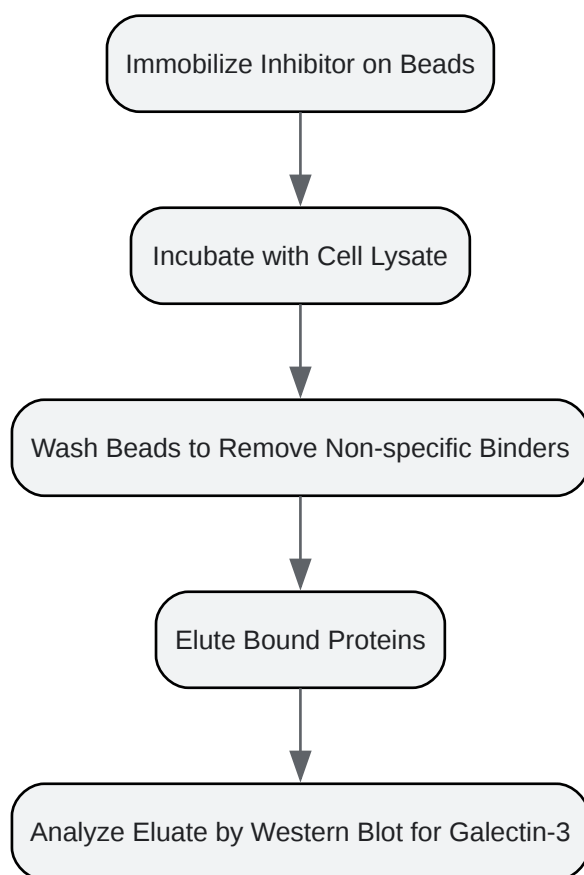 Immobilize Inhibitor on Beads
Incubate with Cell Lysate
Wash Beads to Remove Non-specific Binders
Elute Bound Proteins
Analyze Eluate by Western Blot for Galectin-3